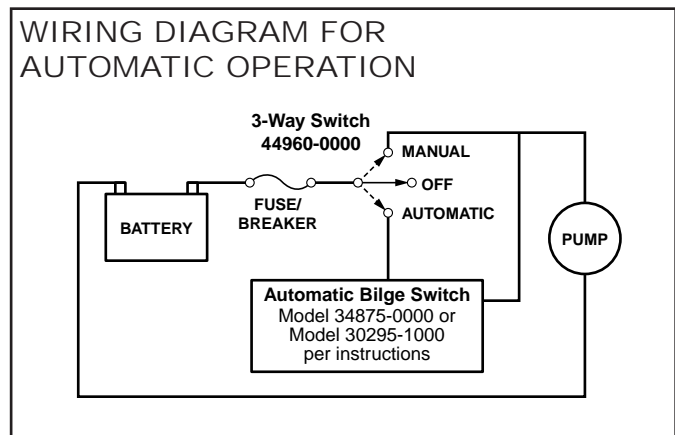 WIRING DIAGRAM FOR
AUTOMATIC OPERATION
3-Way Switch
44960-0000
MANUAL
OFF
AUTOMATIC
FUSE/
BREAKER
BATTERY
PUMP
Automatic Bilge Switch
Model 34875-0000 or
Model 30295-1000
per instructions